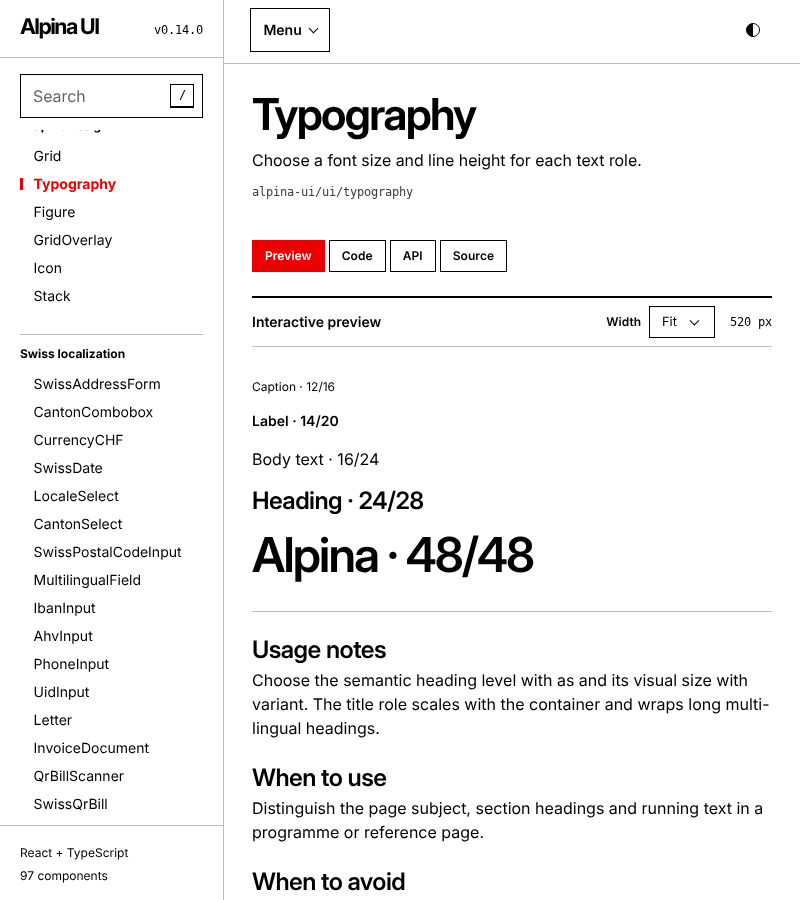 Alpina UI
v0.14.0
Menu
Search
/
Grid
Typography
Figure
GridOverlay
Icon
Stack
Swiss localization
SwissAddressForm
CantonCombobox
CurrencyCHF
SwissDate
LocaleSelect
CantonSelect
SwissPostalCodeInput
MultilingualField
IbanInput
AhvInput
PhoneInput
UidInput
Letter
InvoiceDocument
QrBillScanner
SwissQrBill
React + TypeScript
97 components
Typography
Choose a font size and line height for each text role.
alpina-ui/ui/typography
Preview
Code
API
Source
Interactive preview
Width
Fit
520 px
Caption · 12/16
Label · 14/20
Body text · 16/24
Heading · 24/28
Alpina · 48/48
Usage notes
Choose the semantic heading level with as and its visual size with
variant. The title role scales with the container and wraps long multi-
lingual headings.
When to use
Distinguish the page subject, section headings and running text in a
programme or reference page.
When to avoid